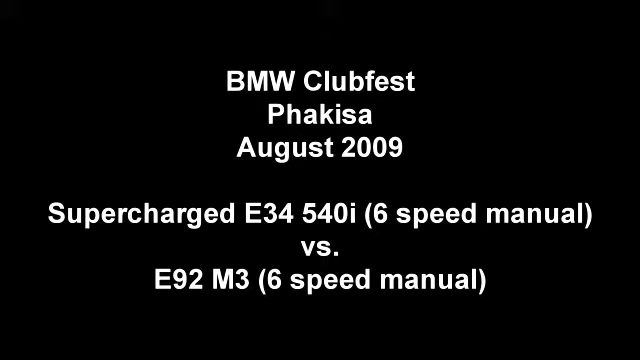 BMW Clubfest
Phakisa
August 2009
Supercharged E34 540i (6 speed manual)
vs.
E92 M3 (6 speed manual)